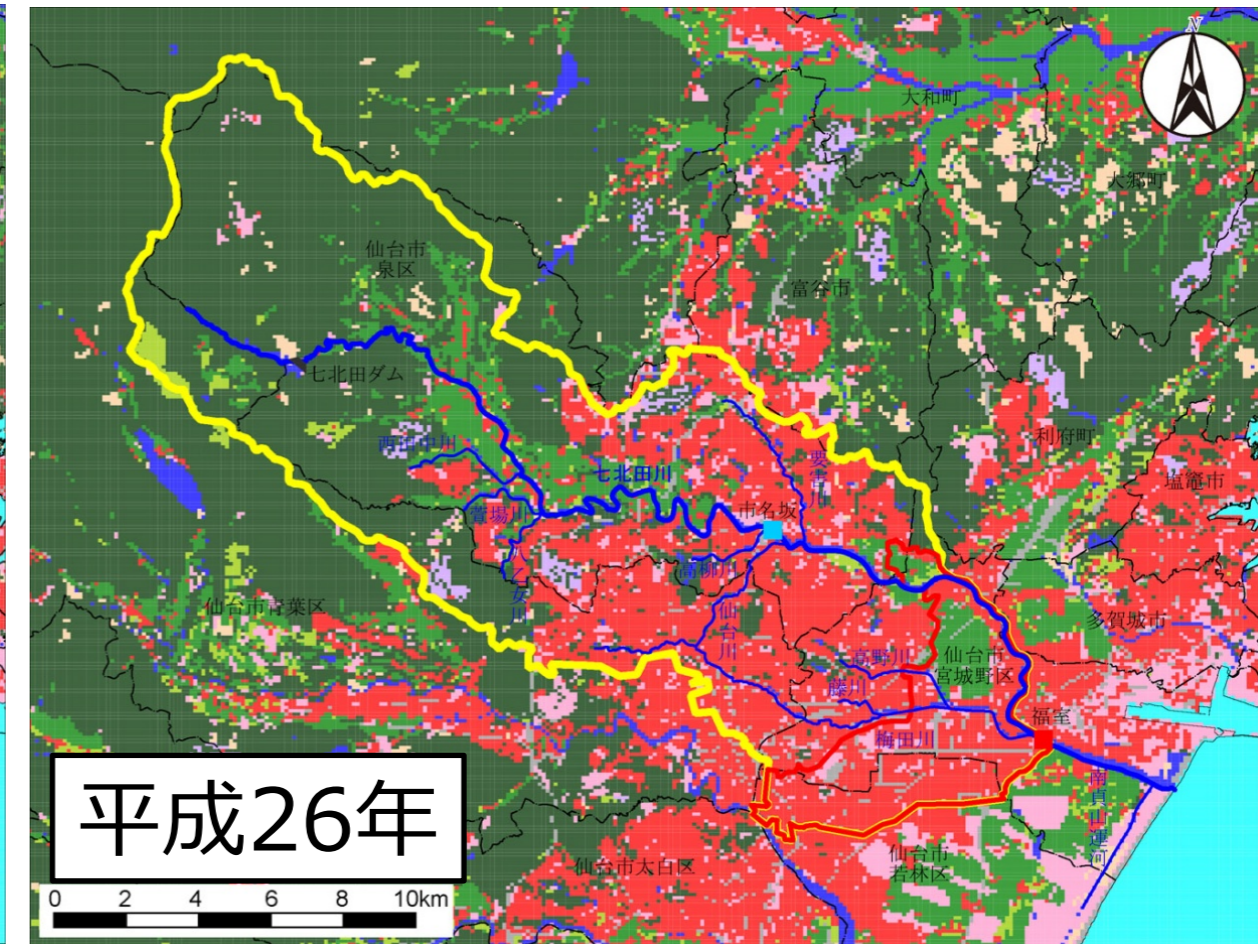 N
大和町
大郷町
仙台市
泉区
富谷市
七北田ダム
利府町
西田中川
七北田川
要害川
塩竈市
萱場川
市名坂
八乙女川
高柳川
仙台市青葉区
仙台川
多賀城市
高野川
仙台市
宮城野区
藤川
福室
梅田川
南貞山運河
平成26年
仙台市太白区
仙台市
若林区
0 2 4 6 8 10km